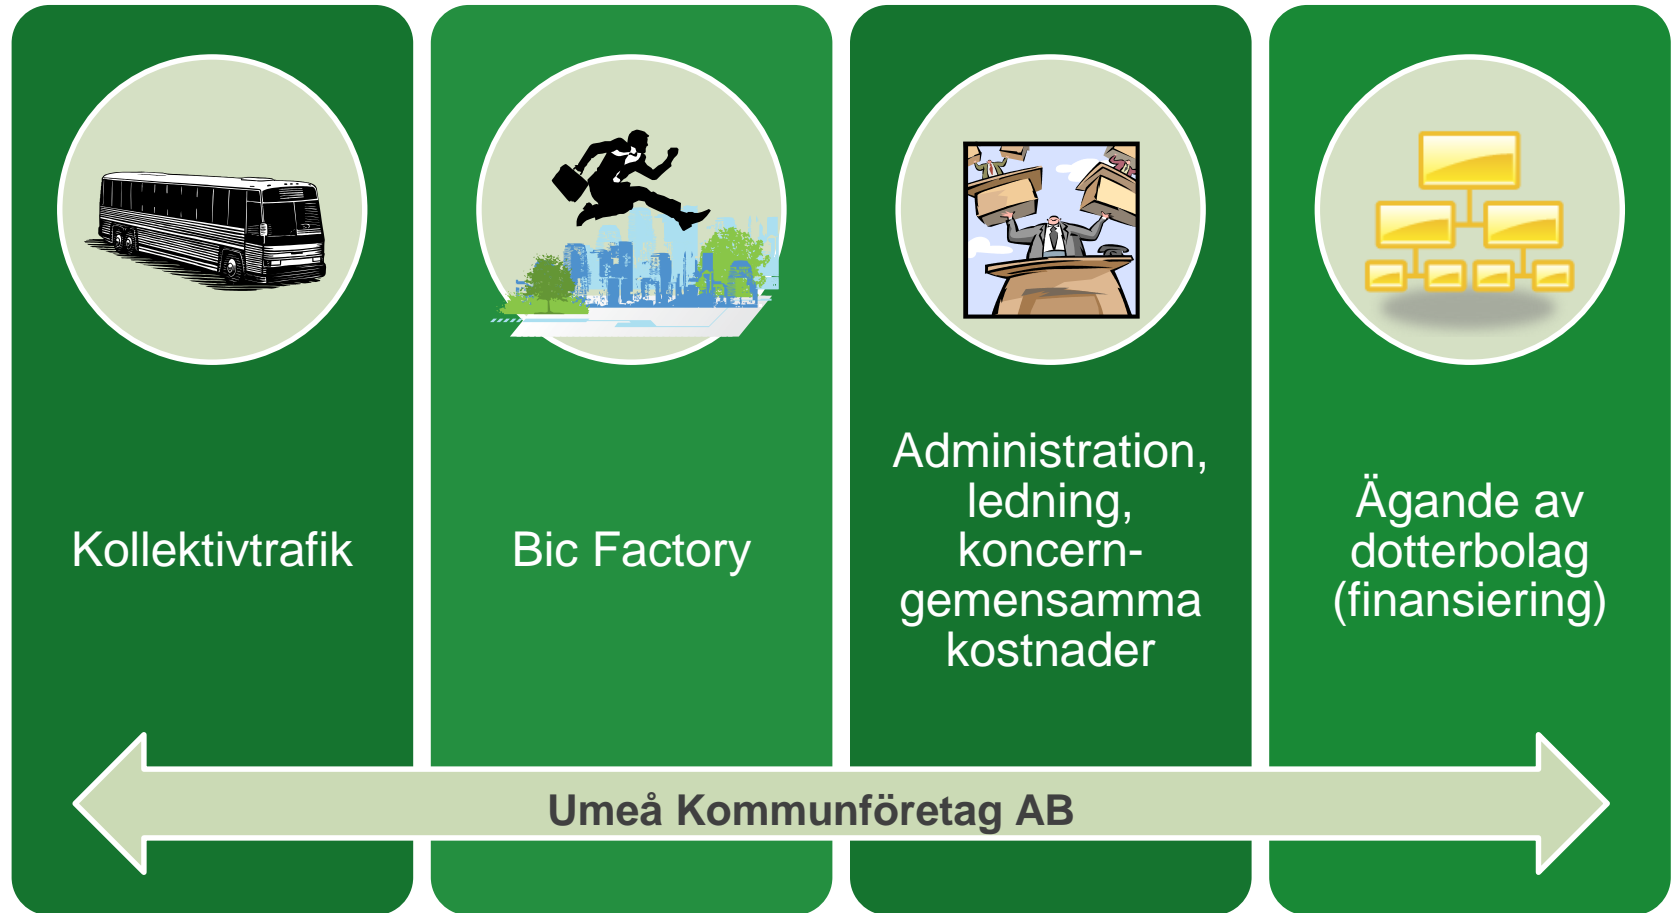 Kollektivtrafik
Bic Factory
Administration,
ledning,
koncern-
gemensamma
kostnader
Ägande av
dotterbolag
(finansiering)
Umeå Kommunföretag AB